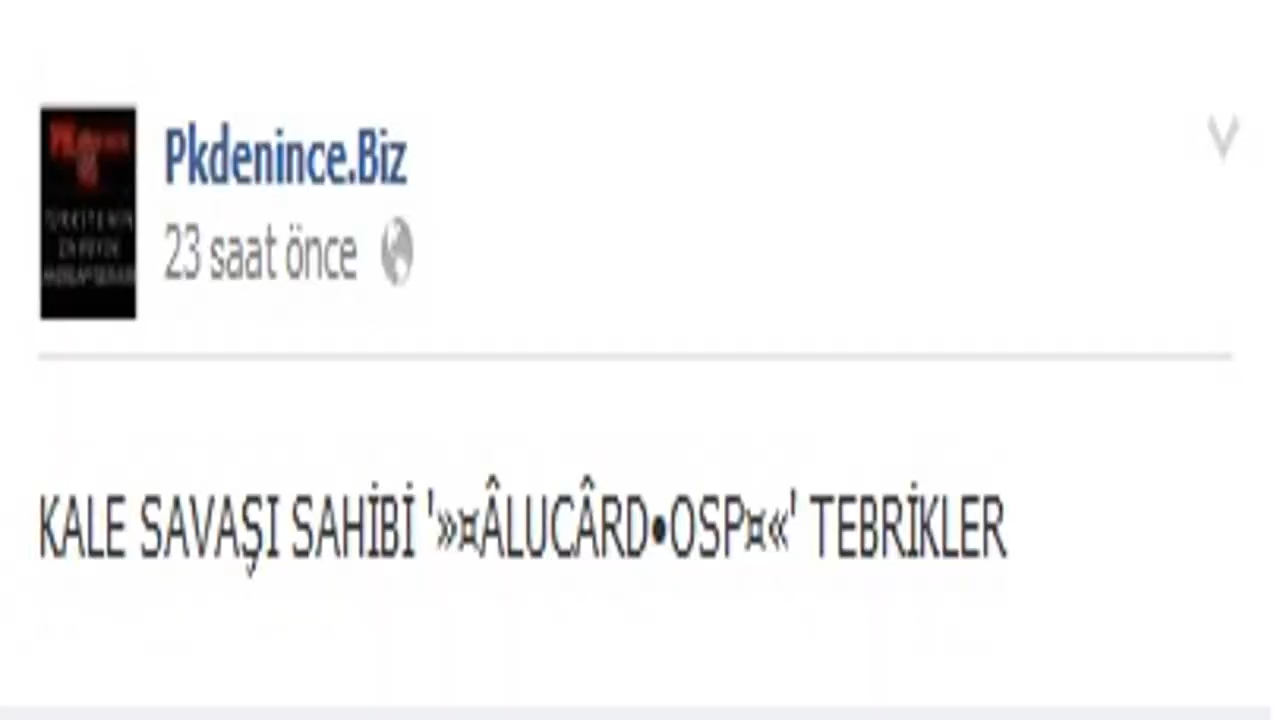 Pkdenince.Biz
23 saat önce
KALE SAVAŞI SAHİBİ '»¤ÂLUCÂRD•OSP¤«' TEBRİKLER